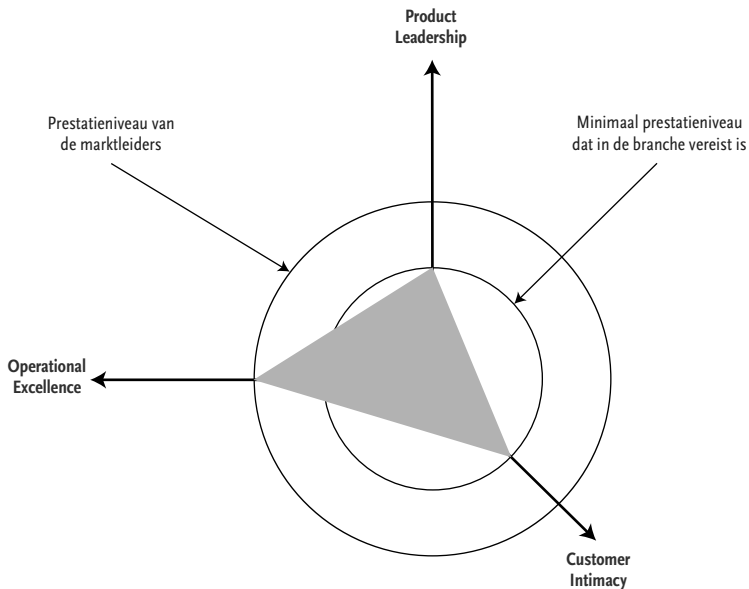 Product
Leadership
Prestatieniveau van
de marktleiders
Minimaal prestatieniveau
dat in de branche vereist is
Operational
Excellence
Customer
Intimacy